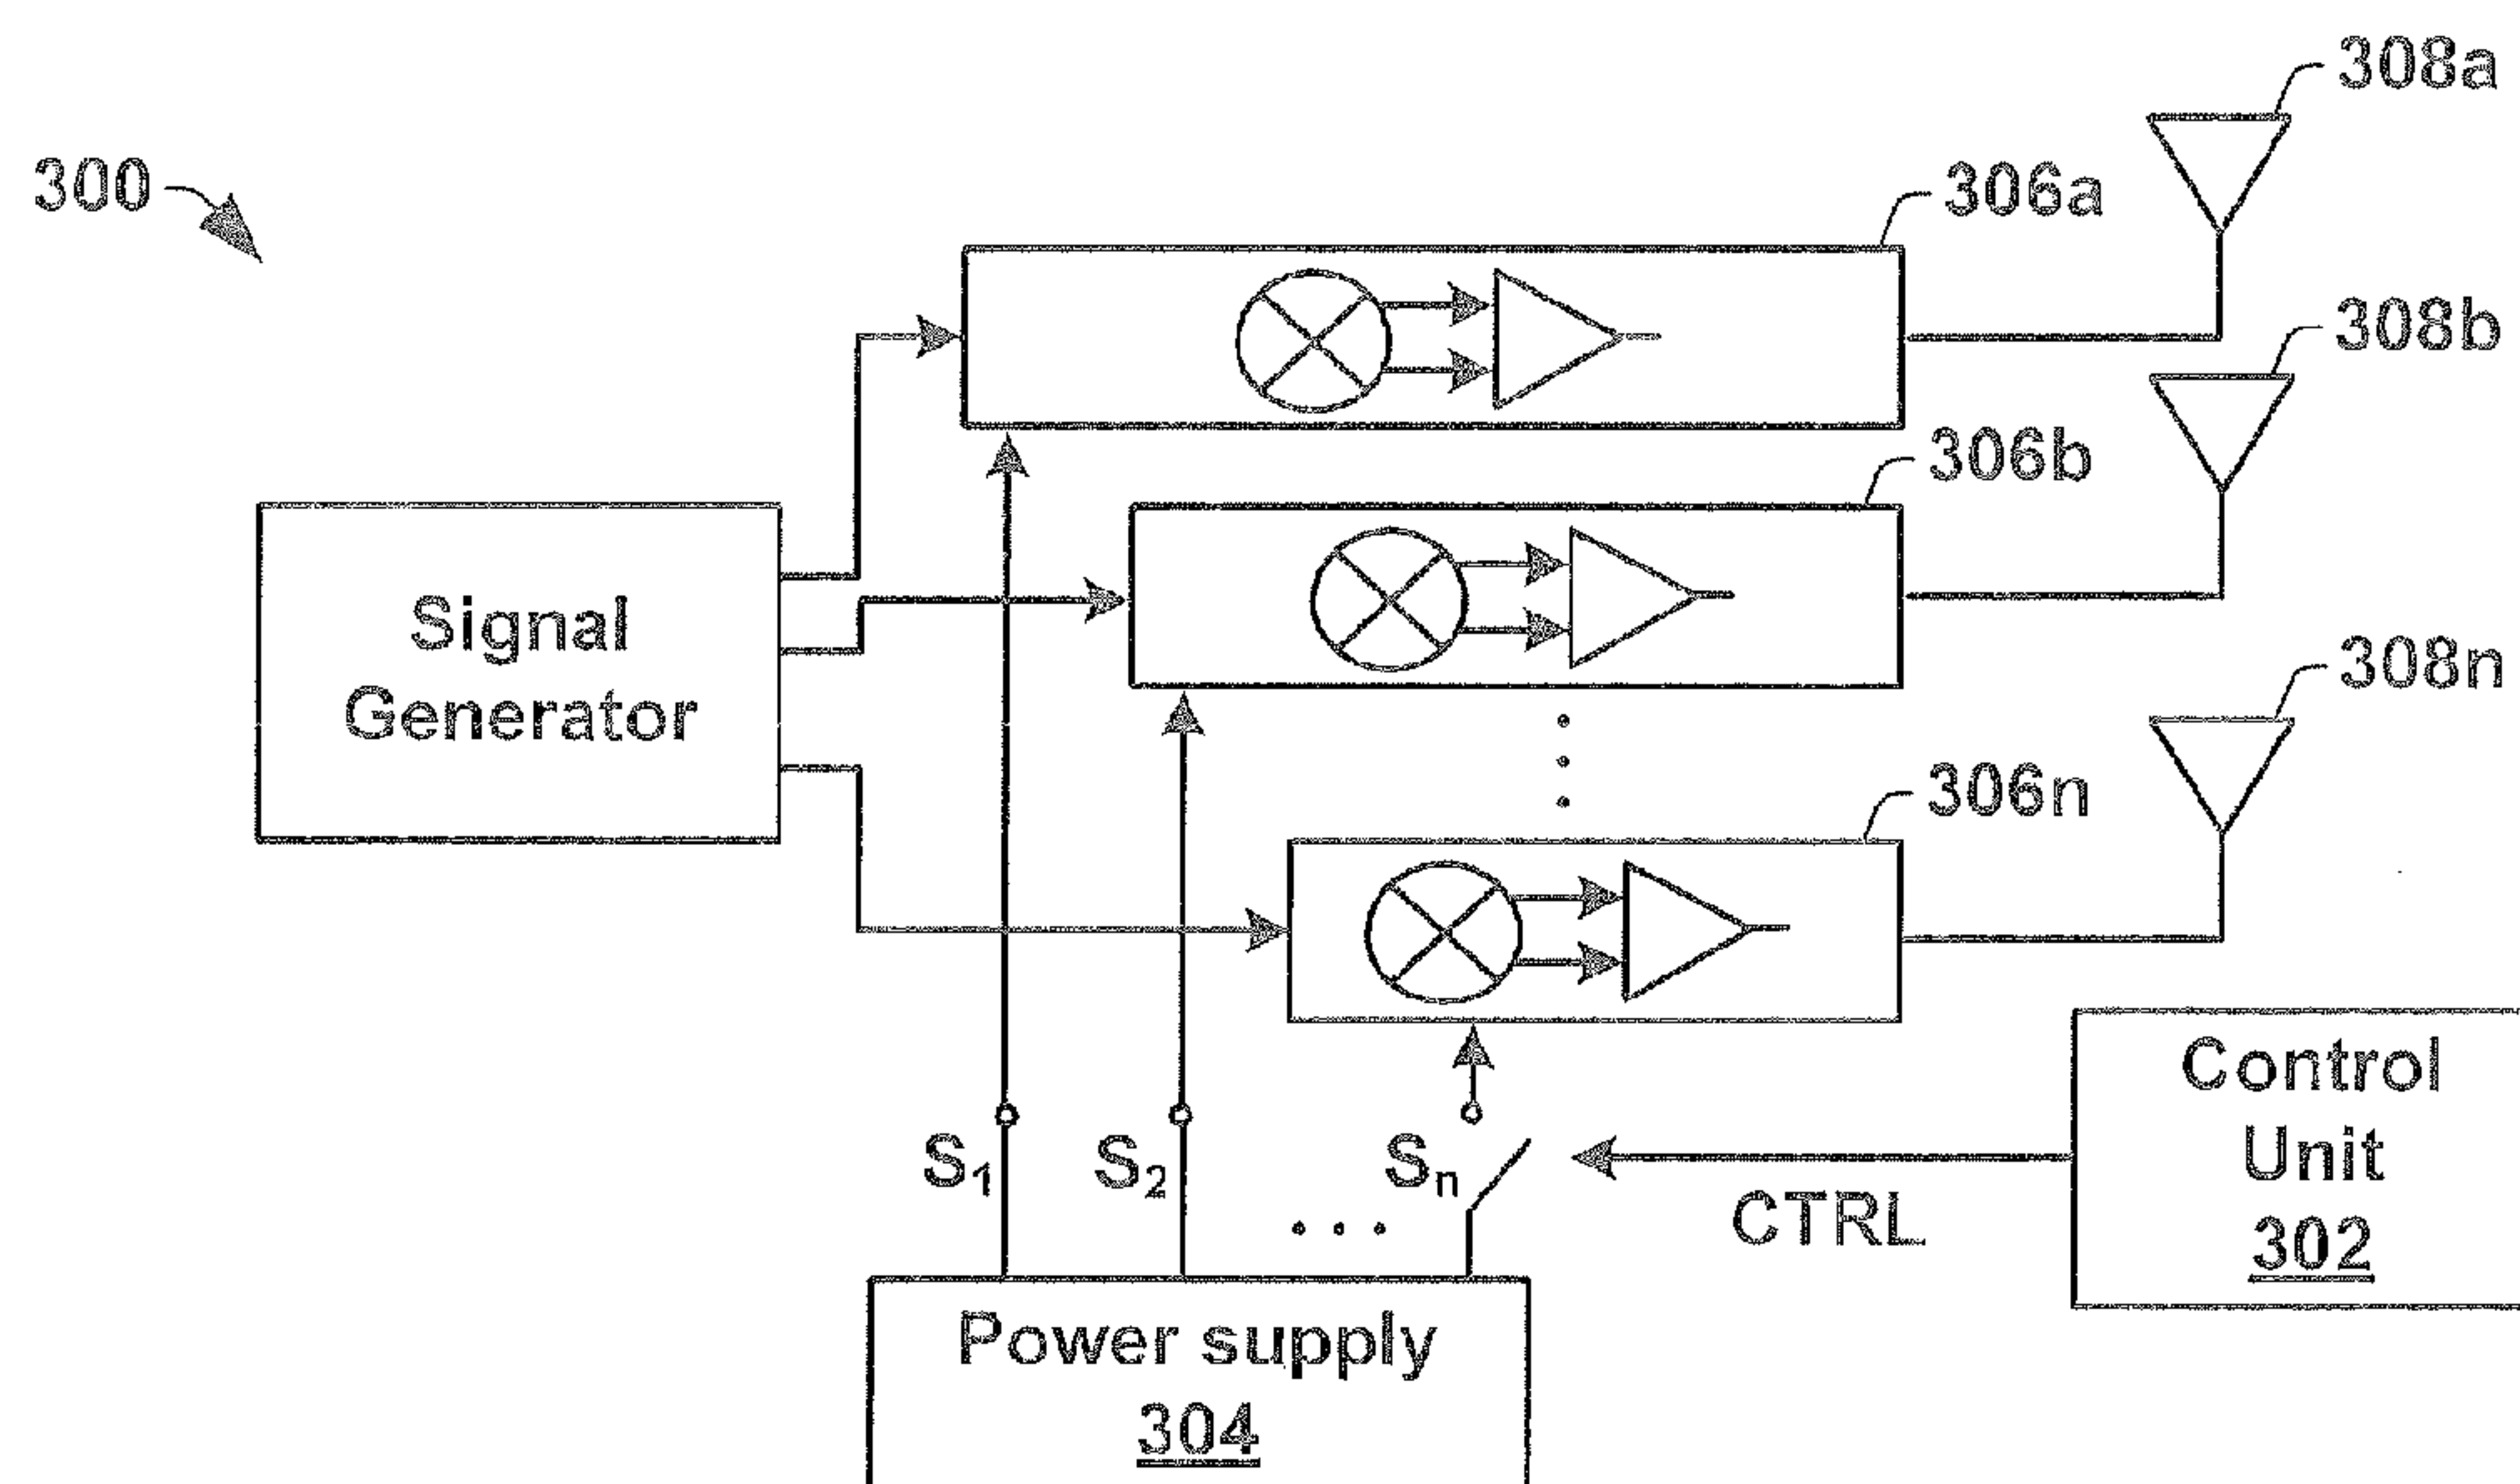 308a
300
306a
308b
306b
Signal
Generator
308n
306n
Control
Unit
302
S1
S2
Sn
CTRL
Power supply
304